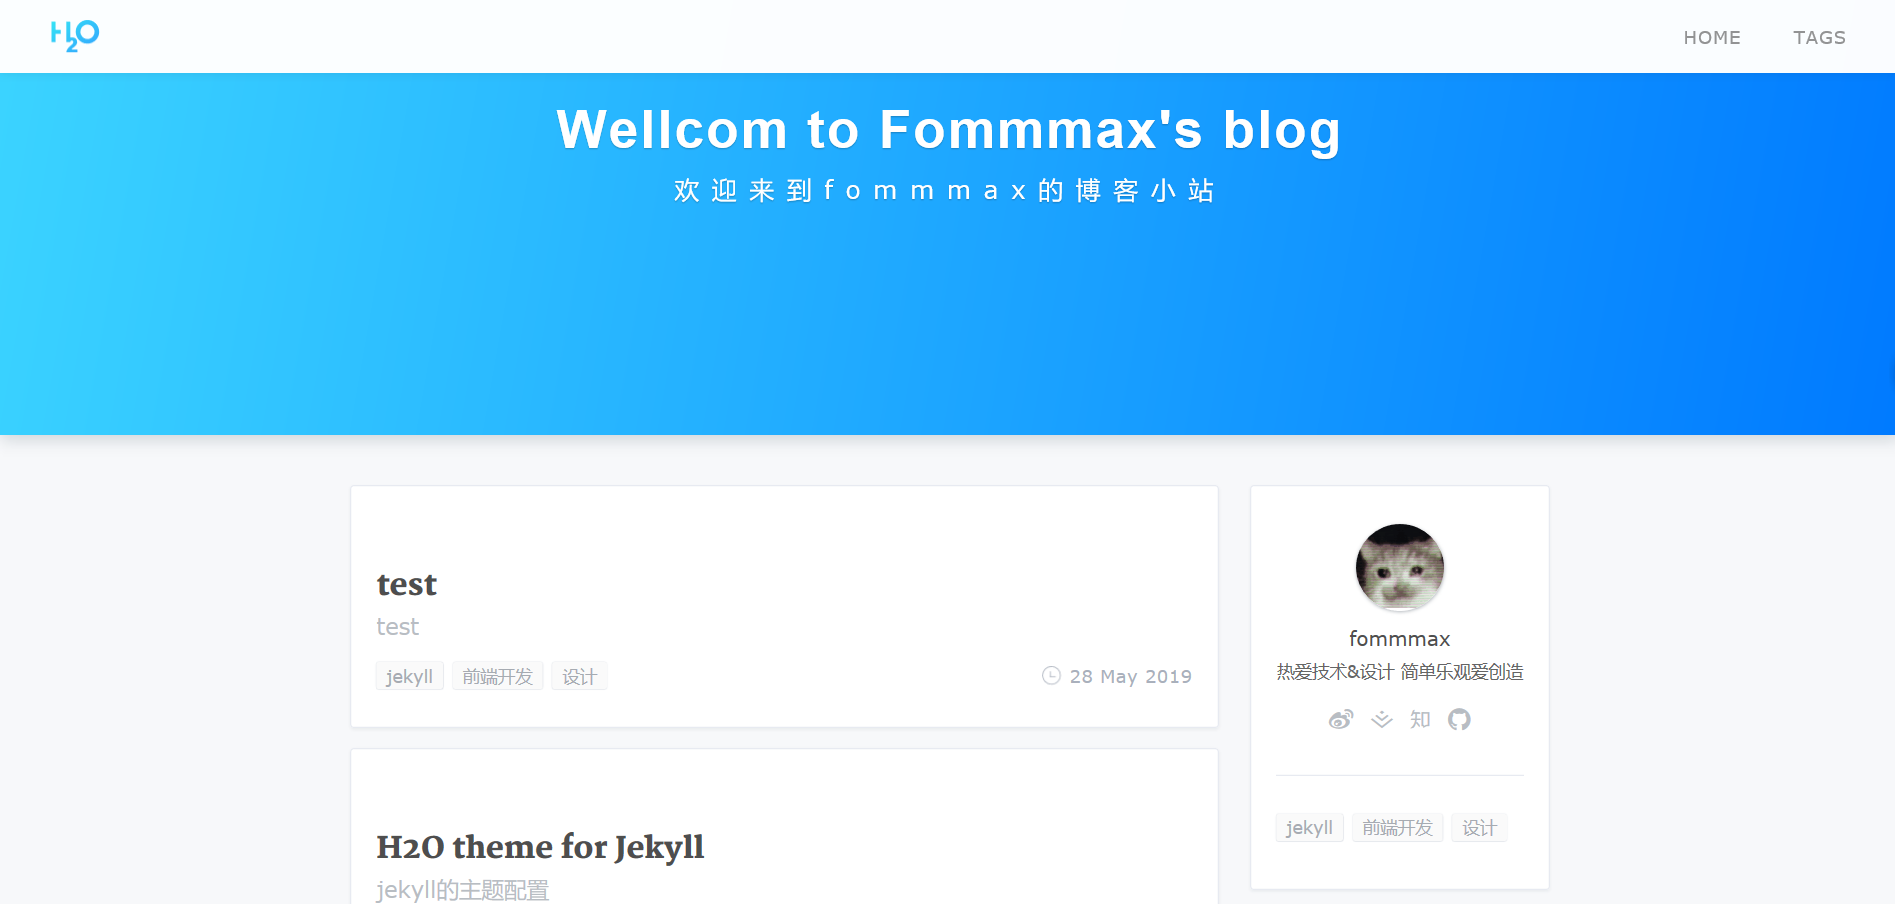 H2O
HOME
TAGS
Wellcom to Fommmax's blog
欢迎来到fommmax的博客小站
test
test
jekyll 前端开发 设计
28 May 2019
H2O theme for Jekyll
jekyll的主题配置
fommmax
热爱技术&设计 简单乐观爱创造
知
jekyll 前端开发 设计